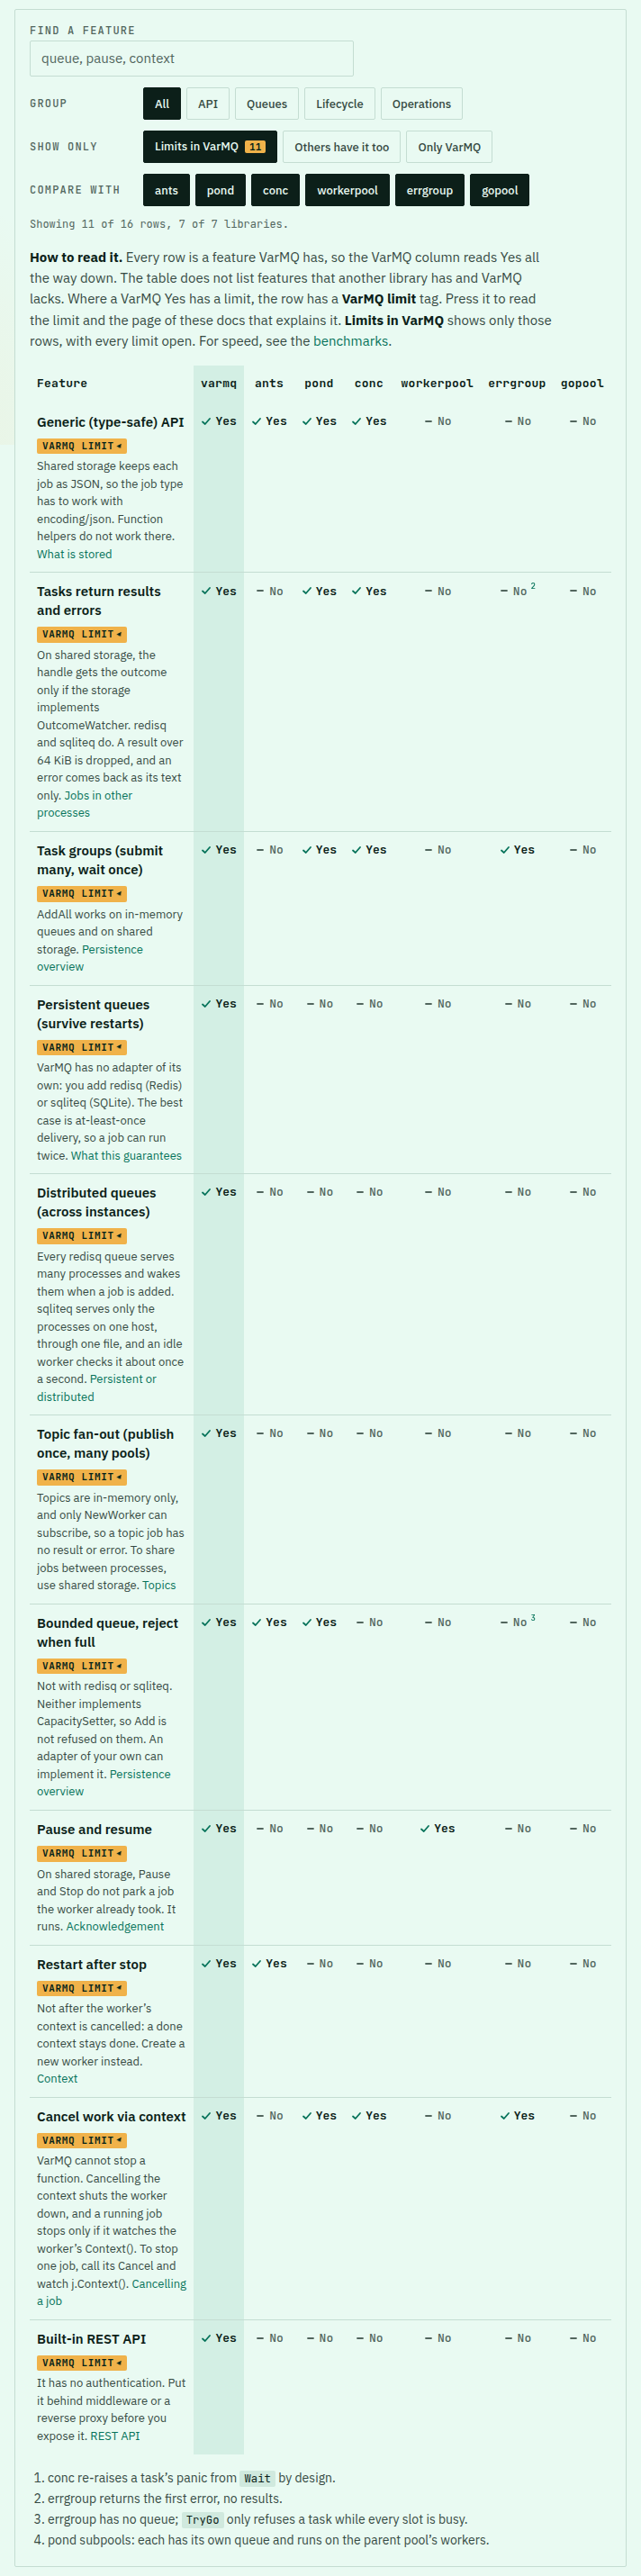 FIND A FEATURE
queue, pause, context
GROUP All API Queues Lifecycle Operations
SHOW ONLY Limits in VarMQ 11 Others have it too Only VarMQ
COMPARE WITH ants pond conc workerpool errgroup gopool
Showing 11 of 16 rows, 7 of 7 libraries.
How to read it. Every row is a feature VarMQ has, so the VarMQ column reads Yes all
the way down. The table does not list features that another library has and VarMQ
lacks. Where a VarMQ Yes has a limit, the row has a VarMQ limit tag. Press it to read
the limit and the page of these docs that explains it. Limits in VarMQ shows only those
rows, with every limit open. For speed, see the benchmarks.
Feature varmq ants pond conc workerpool errgroup gopool
Generic (type-safe) API ✓ Yes ✓ Yes ✓ Yes ✓ Yes – No – No – No
VARMQ LIMIT
Shared storage keeps each
job as JSON, so the job type
has to work with
encoding/json. Function
helpers do not work there.
What is stored
Tasks return results ✓ Yes – No ✓ Yes ✓ Yes – No – No 2 – No
and errors
VARMQ LIMIT
On shared storage, the
handle gets the outcome
only if the storage
implements
OutcomeWatcher. redisq
and sqliteq do. A result over
64 KiB is dropped, and an
error comes back as its text
only. Jobs in other
processes
Task groups (submit ✓ Yes – No ✓ Yes ✓ Yes – No ✓ Yes – No
many, wait once)
VARMQ LIMIT
AddAll works on in-memory
queues and on shared
storage. Persistence
overview
Persistent queues ✓ Yes – No – No – No – No – No – No
(survive restarts)
VARMQ LIMIT
VarMQ has no adapter of its
own: you add redisq (Redis)
or sqliteq (SQLite). The best
case is at-least-once
delivery, so a job can run
twice. What this guarantees
Distributed queues ✓ Yes – No – No – No – No – No – No
(across instances)
VARMQ LIMIT
Every redisq queue serves
many processes and wakes
them when a job is added.
sqliteq serves only the
processes on one host,
through one file, and an idle
worker checks it about once
a second. Persistent or
distributed
Topic fan-out (publish ✓ Yes – No – No – No – No – No – No
once, many pools)
VARMQ LIMIT
Topics are in-memory only,
and only NewWorker can
subscribe, so a topic job has
no result or error. To share
jobs between processes,
use shared storage. Topics
Bounded queue, reject ✓ Yes ✓ Yes ✓ Yes – No – No – No 3 – No
when full
VARMQ LIMIT
Not with redisq or sqliteq.
Neither implements
CapacitySetter, so Add is
not refused on them. An
adapter of your own can
implement it. Persistence
overview
Pause and resume ✓ Yes – No – No – No ✓ Yes – No – No
VARMQ LIMIT
On shared storage, Pause
and Stop do not park a job
the worker already took. It
runs. Acknowledgement
Restart after stop ✓ Yes ✓ Yes – No – No – No – No – No
VARMQ LIMIT
Not after the worker’s
context is cancelled: a done
context stays done. Create a
new worker instead.
Context
Cancel work via context ✓ Yes – No ✓ Yes ✓ Yes – No ✓ Yes – No
VARMQ LIMIT
VarMQ cannot stop a
function. Cancelling the
context shuts the worker
down, and a running job
stops only if it watches the
worker’s Context(). To stop
one job, call its Cancel and
watch j.Context(). Cancelling
a job
Built-in REST API ✓ Yes – No – No – No – No – No – No
VARMQ LIMIT
It has no authentication. Put
it behind middleware or a
reverse proxy before you
expose it. REST API
1. conc re-raises a task’s panic from Wait by design.
2. errgroup returns the first error, no results.
3. errgroup has no queue; TryGo only refuses a task while every slot is busy.
4. pond subpools: each has its own queue and runs on the parent pool’s workers.